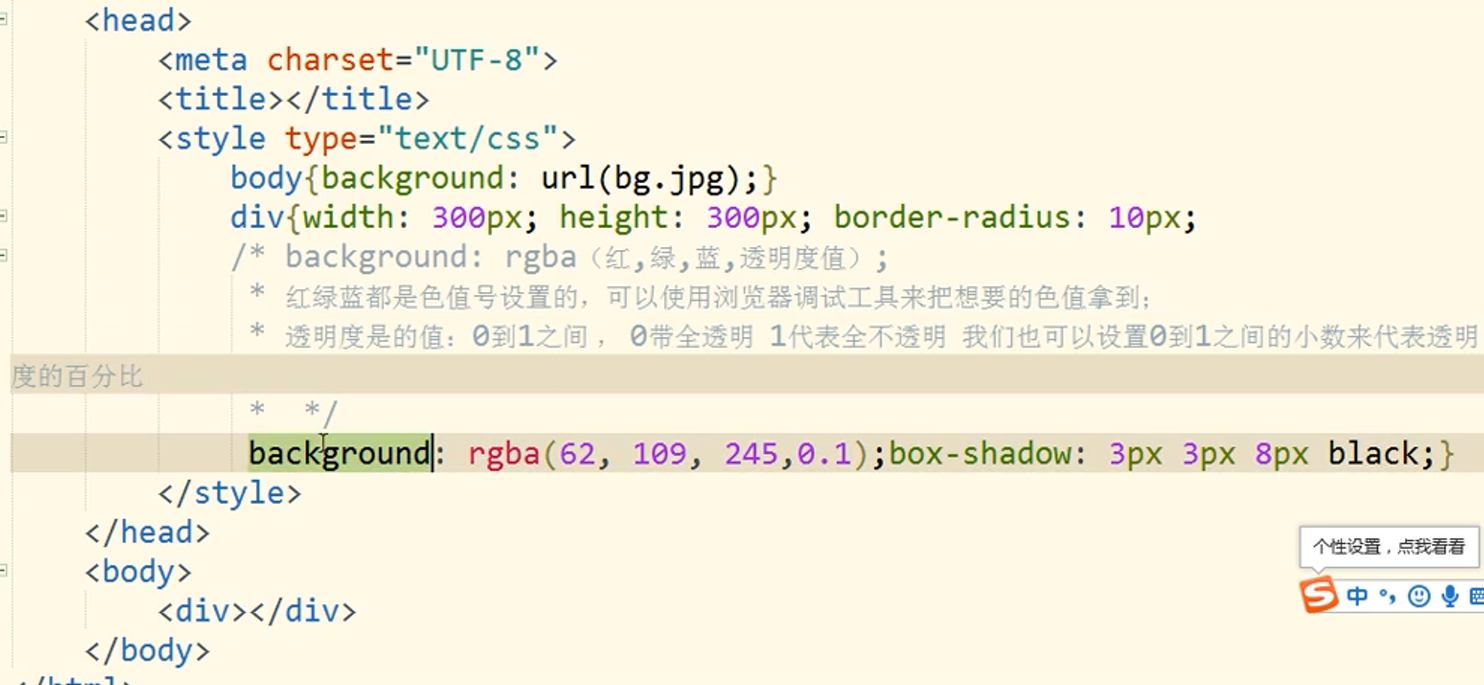 <head>
<meta charset="UTF-8">
<title></title>
<style type="text/css">
body{background: url(bg.jpg);}
div{width: 300px; height: 300px; border-radius: 10px;
/* background: rgba（红,绿,蓝,透明度值）;
* 红绿蓝都是色值号设置的，可以使用浏览器调试工具来把想要的色值拿到；
* 透明度是的值：0到1之间 ， 0带全透明 1代表全不透明 我们也可以设置0到1之间的小数来代表透明
度的百分比
* */
background: rgba(62, 109, 245,0.1);box-shadow: 3px 3px 8px black;}
</style>
</head>
个性设置，点我看看
<body>
S 中 °,
<div></div>
</body>